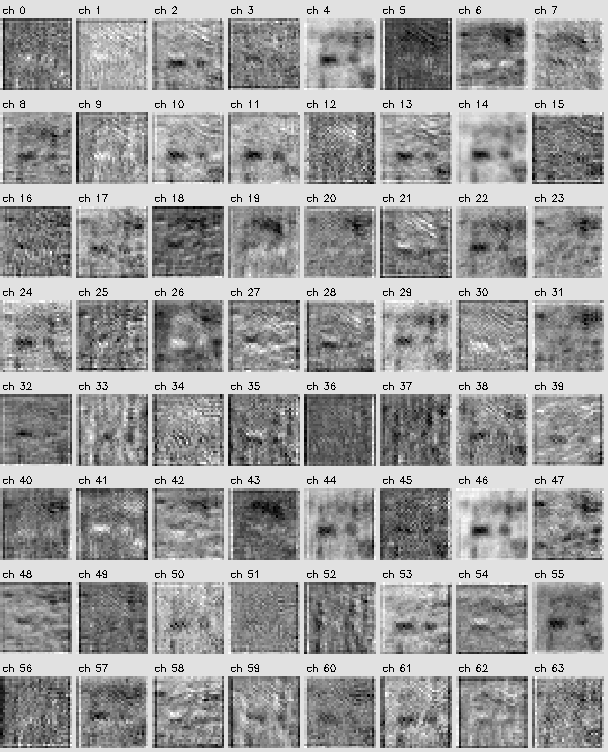 ch 0 ch 1 ch 2 ch 3 ch 4 ch 5 ch 6 ch 7
ch 8 ch 9 ch 10 ch 11 ch 12 ch 13 ch 14 ch 15
ch 16 ch 17 ch 18 ch 19 ch 20 ch 21 ch 22 ch 23
ch 24 ch 25 ch 26 ch 27 ch 28 ch 29 ch 30 ch 31
ch 32 ch 33 ch 34 ch 35 ch 36 ch 37 ch 38 ch 39
ch 40 ch 41 ch 42 ch 43 ch 44 ch 45 ch 46 ch 47
ch 48 ch 49 ch 50 ch 51 ch 52 ch 53 ch 54 ch 55
ch 56 ch 57 ch 58 ch 59 ch 60 ch 61 ch 62 ch 63